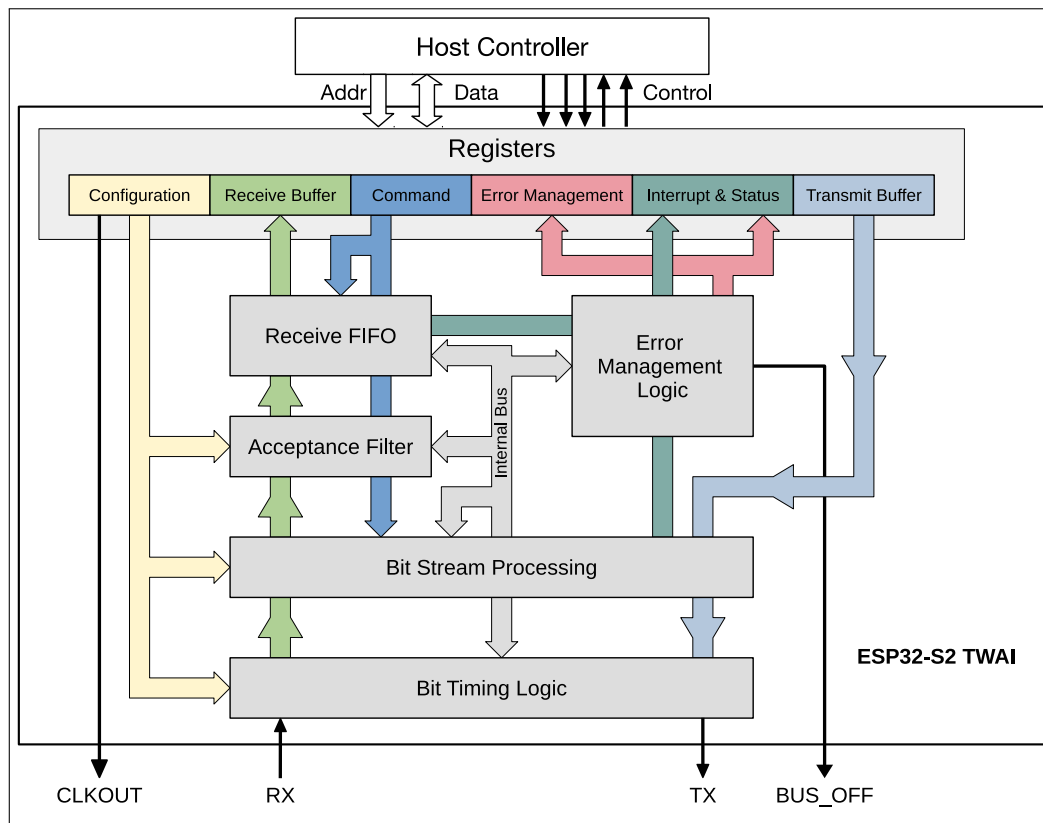 Host Controller
Addr
Data
Control
Registers
Configuration
Receive Buffer
Command
Error Management
Interrupt & Status
Transmit Buffer
Receive FIFO
Error
Management
Logic
Internal Bus
Acceptance Filter
Bit Stream Processing
ESP32-S2 TWAI
Bit Timing Logic
CLKOUT
RX
TX
BUS_OFF